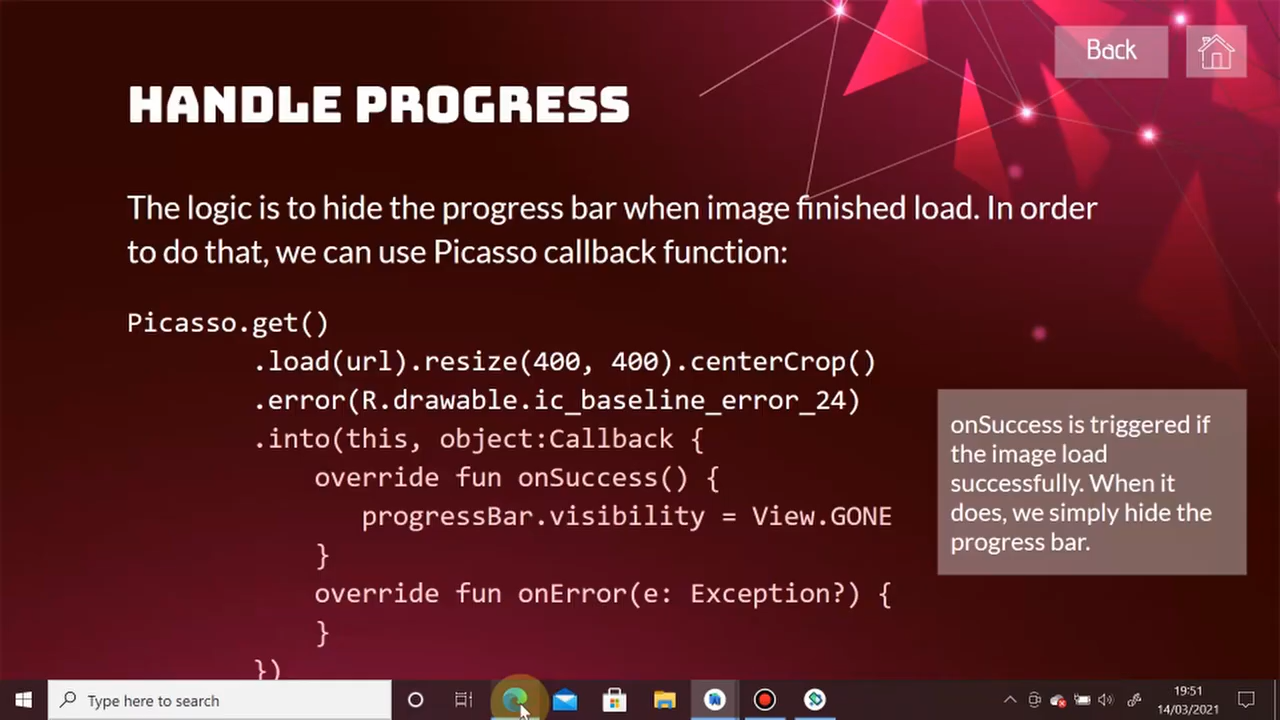 Back
HANDLE PROGRESS
The logic is to hide the progress bar when image finished load. In order
to do that, we can use Picasso callback function:
Picasso.get()
.load(url).resize(400, 400).centerCrop()
.error(R.drawable.ic_baseline_error_24)
.into(this, object:Callback {
override fun onSuccess() {
progressBar.visibility = View.GONE
}
override fun onError(e: Exception?) {
}
})
onSuccess is triggered if
the image load
successfully. When it
does, we simply hide the
progress bar.
Type here to search
19:51
14/03/2021